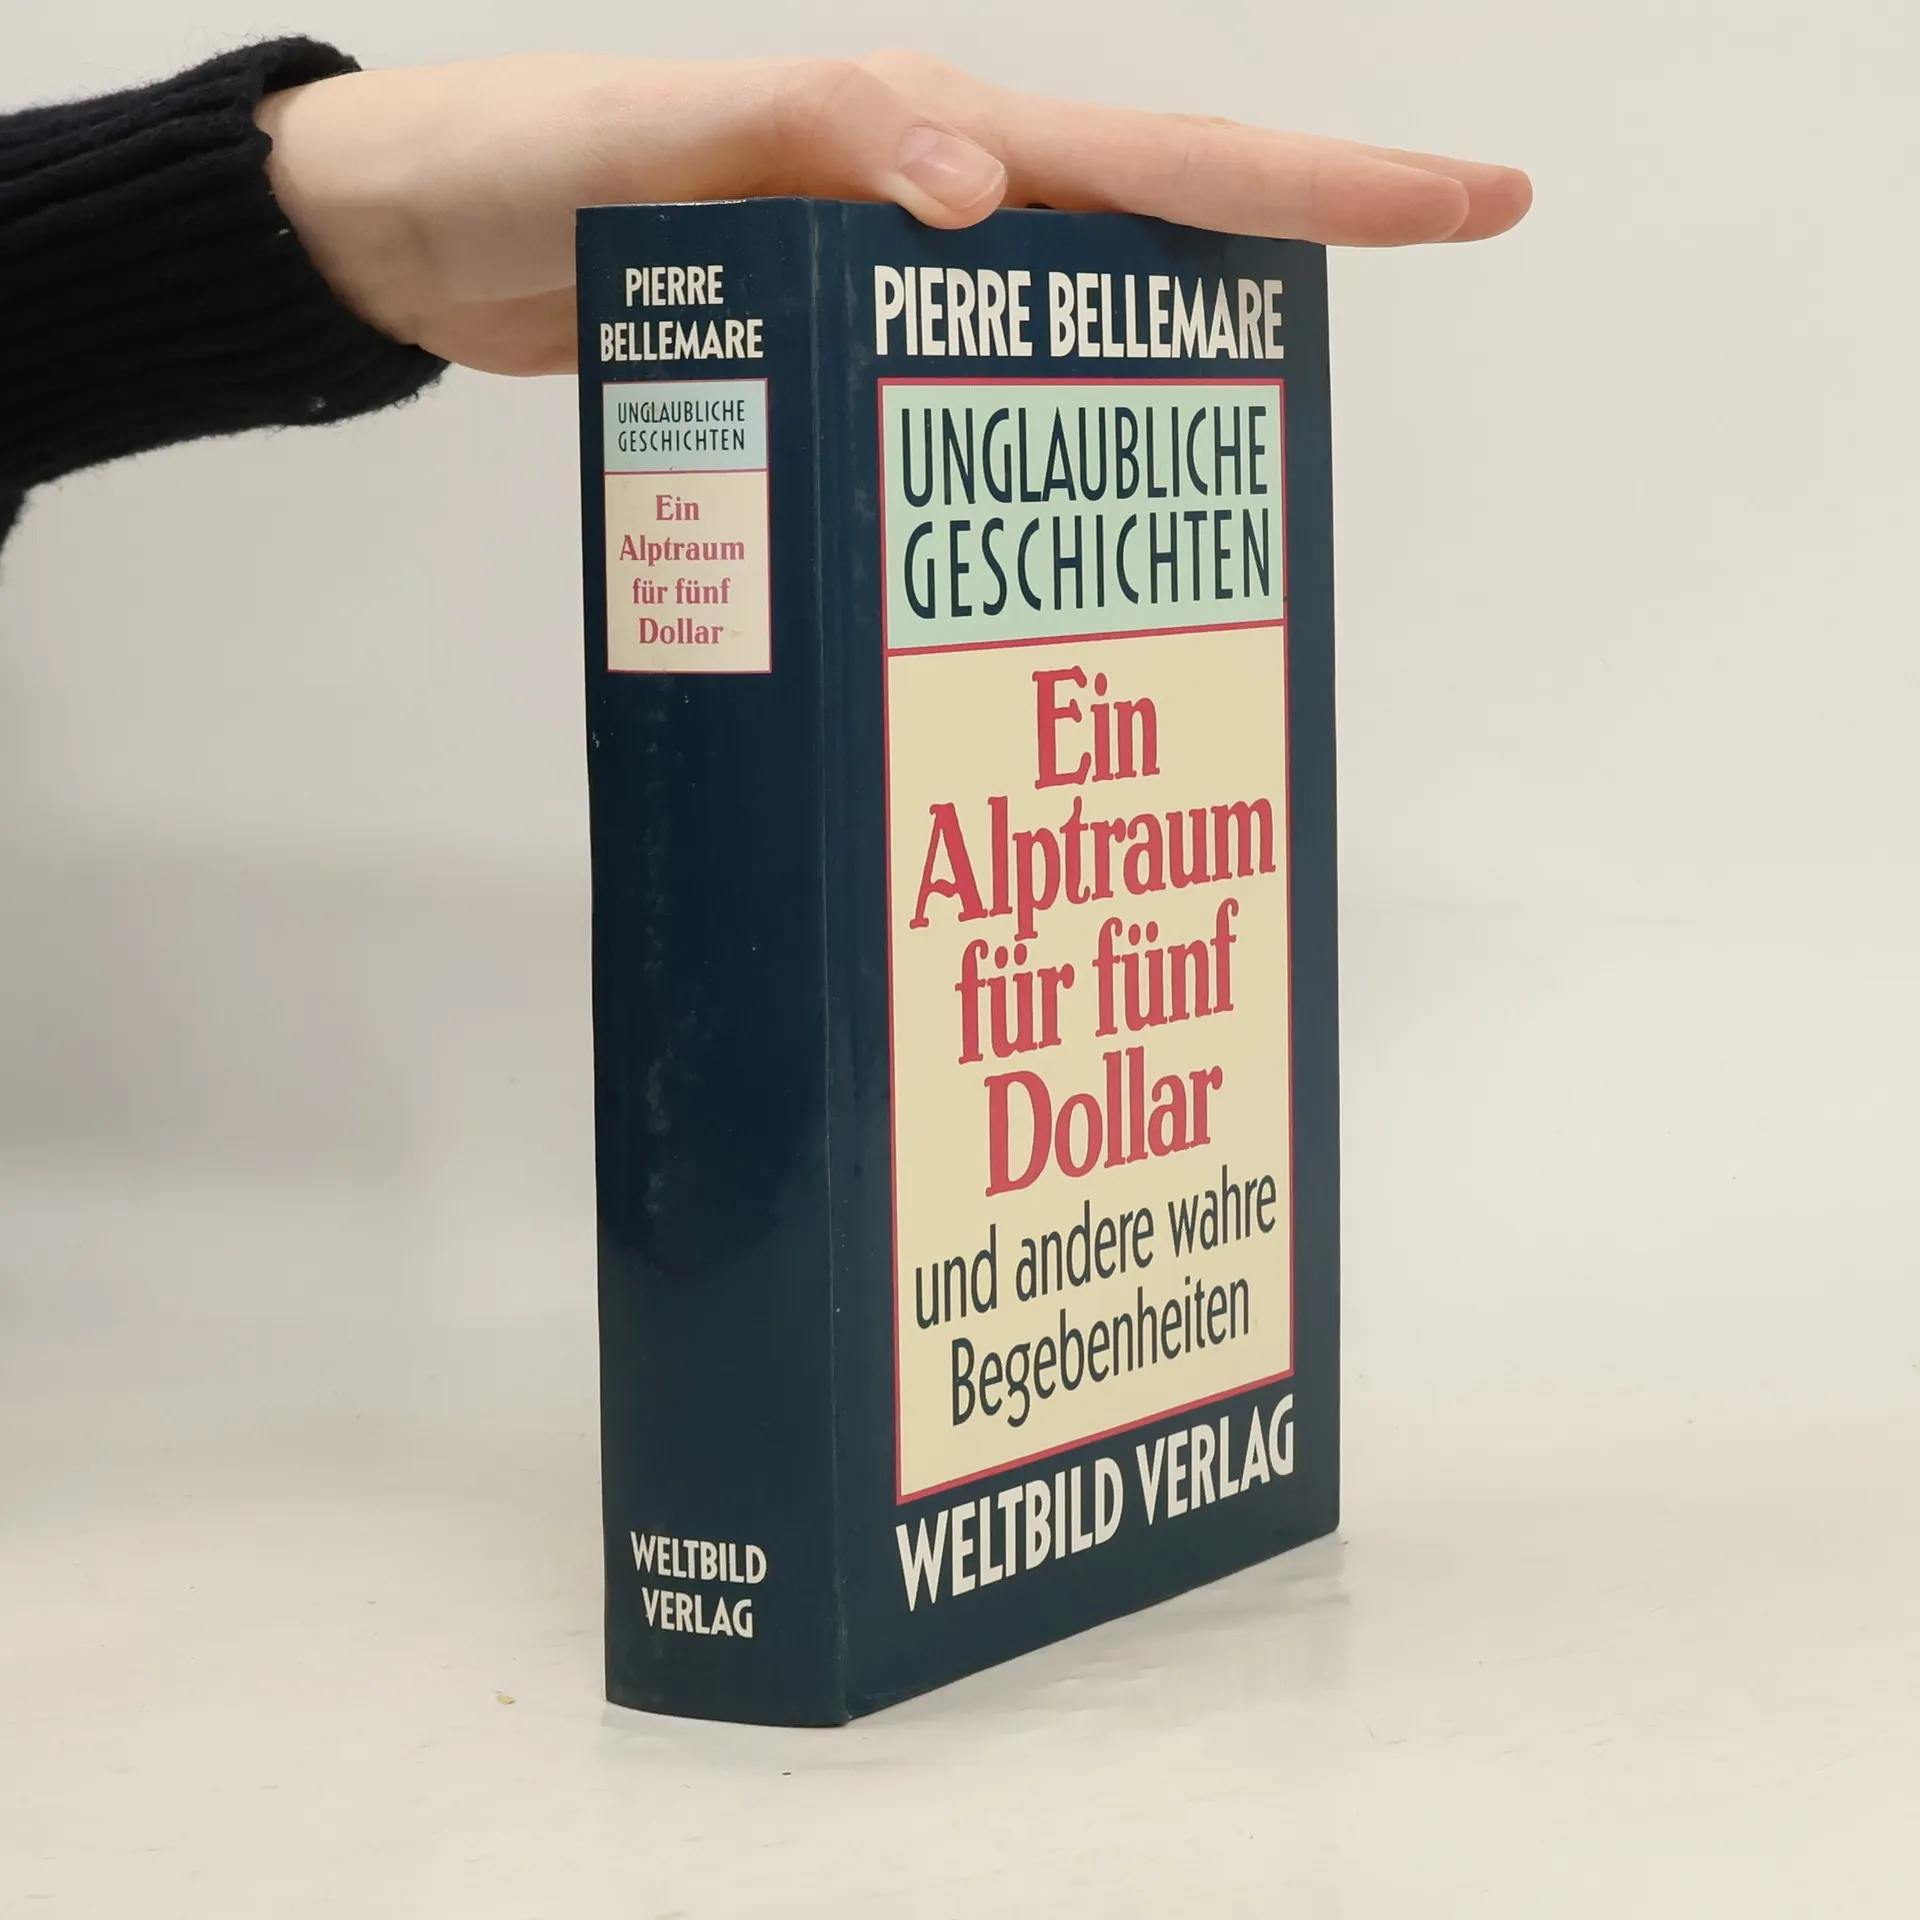 PIERRE
BELLEMARE
UNGLAUBLICHE
GESCHICHTEN
Ein
Alptraum
für fünf
Dollar
WELTBILD
VERLAG
PIERRE BELLEMARE
UNGLAUBLICHE
GESCHICHTEN
Ein
Alptraum
für fünf
Dollar
und andere wahre
Begebenheiten
WELTBILD VERLAG